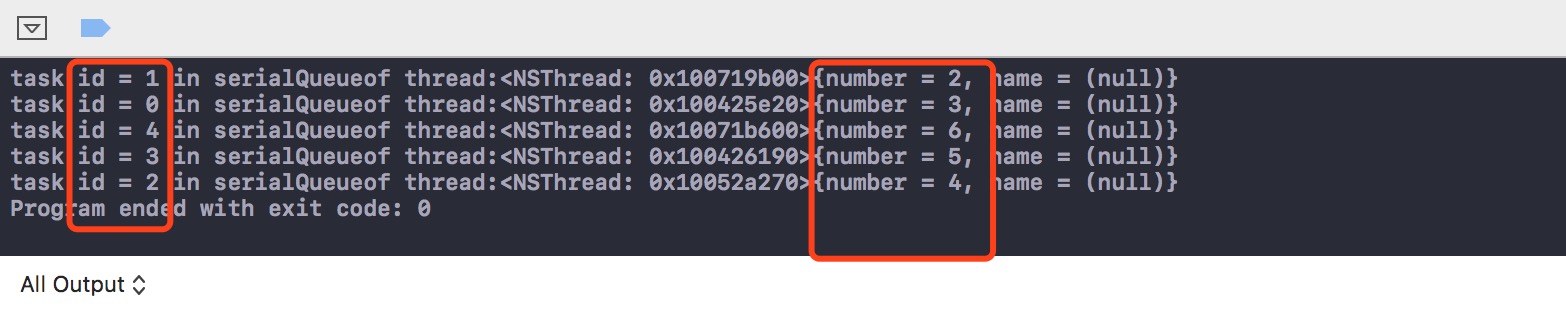 task id = 1 in serialQueueof thread:<NSThread: 0x100719b00>{number = 2, name = (null)}
task id = 0 in serialQueueof thread:<NSThread: 0x100425e20>{number = 3, name = (null)}
task id = 4 in serialQueueof thread:<NSThread: 0x10071b600>{number = 6, name = (null)}
task id = 3 in serialQueueof thread:<NSThread: 0x100426190>{number = 5, name = (null)}
task id = 2 in serialQueueof thread:<NSThread: 0x10052a270>{number = 4, name = (null)}
Program ended with exit code: 0
All Output